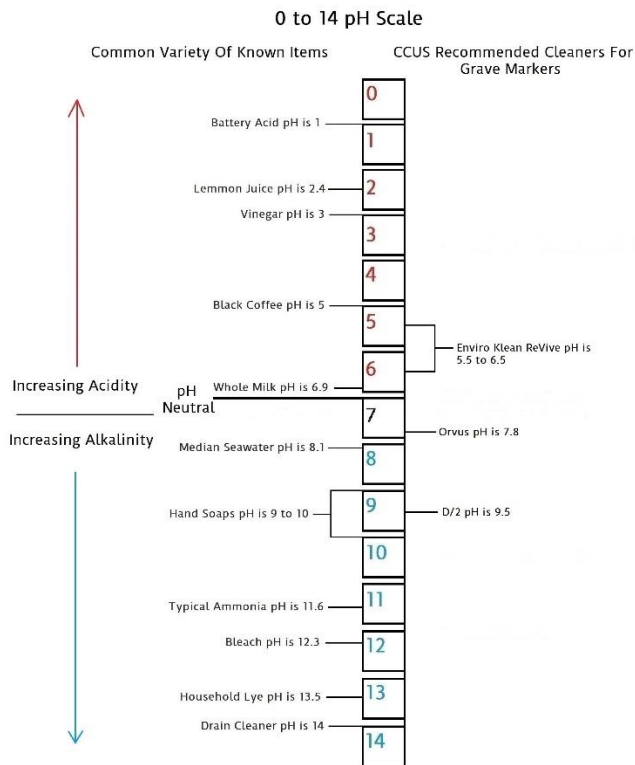 0 to 14 pH Scale
Common Variety Of Known Items
CCUS Recommended Cleaners For
Grave Markers
0
Battery Acid pH is 1
1
Lemmon Juice pH is 2.4
2
Vinegar pH is 3
3
4
Black Coffee pH is 5
5
Enviro Klean ReVive pH is
5.5 to 6.5
6
Whole Milk pH is 6.9
Increasing Acidity
pH
Neutral
7
Increasing Alkalinity
Orvus pH is 7.8
Median Seawater pH is 8.1
8
Hand Soaps pH is 9 to 10
9
D/2 pH is 9.5
10
Typical Ammonia pH is 11.6
11
Bleach pH is 12.3
12
Household Lye pH is 13.5
13
Drain Cleaner pH is 14
14